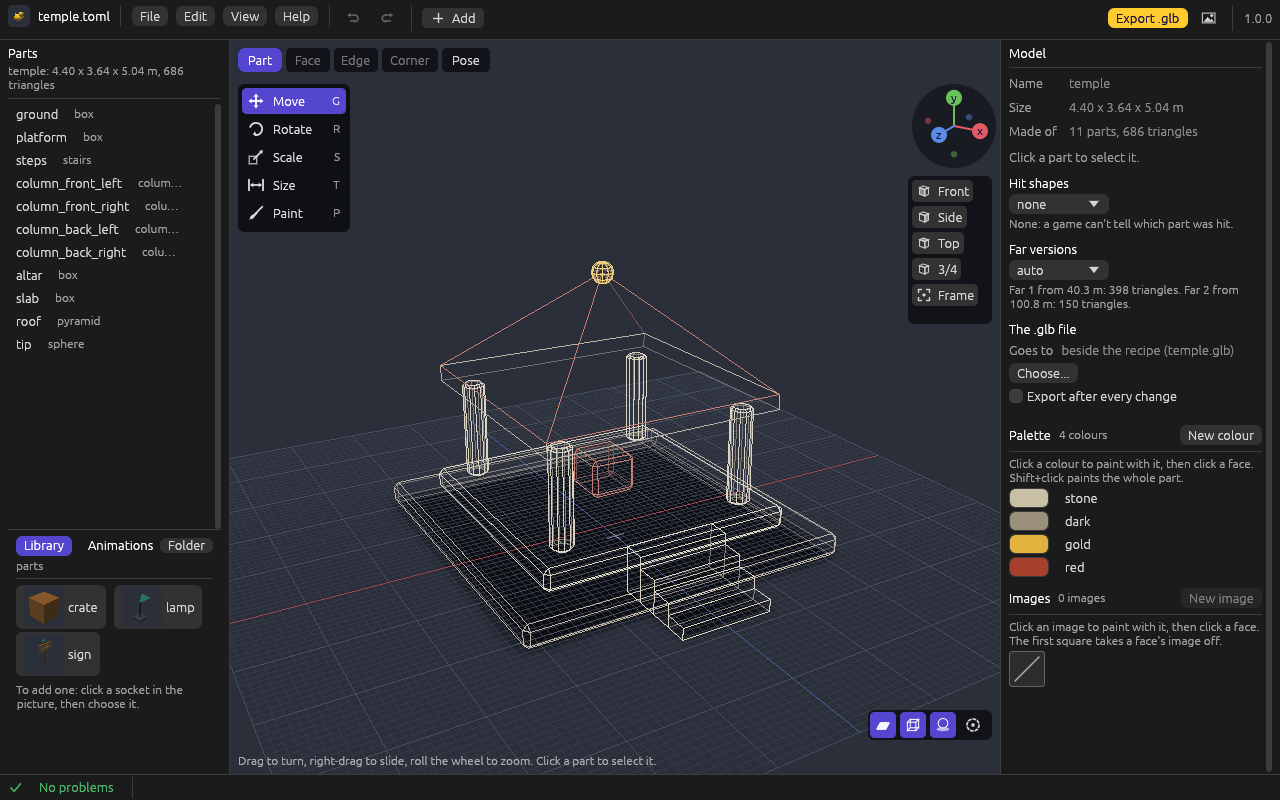 temple.toml
File
Edit
View
Help
Add
Export .glb
1.0.0
Parts
temple: 4.40 x 3.64 x 5.04 m, 686
triangles
ground box
platform box
steps stairs
column_front_left colum…
column_front_right colu…
column_back_left colum…
column_back_right colu…
altar box
slab box
roof pyramid
tip sphere
Library
Animations
Folder
parts
crate
lamp
sign
To add one: click a socket in the
picture, then choose it.
Part
Face
Edge
Corner
Pose
Move G
Rotate R
Scale S
Size T
Paint P
y
x
z
Front
Side
Top
3/4
Frame
Drag to turn, right-drag to slide, roll the wheel to zoom. Click a part to select it.
Model
Name temple
Size 4.40 x 3.64 x 5.04 m
Made of 11 parts, 686 triangles
Click a part to select it.
Hit shapes
none
None: a game can't tell which part was hit.
Far versions
auto
Far 1 from 40.3 m: 398 triangles. Far 2 from
100.8 m: 150 triangles.
The .glb file
Goes to beside the recipe (temple.glb)
Choose...
Export after every change
Palette 4 colours
New colour
Click a colour to paint with it, then click a face.
Shift+click paints the whole part.
stone
dark
gold
red
Images 0 images
New image
Click an image to paint with it, then click a face.
The first square takes a face's image off.
No problems